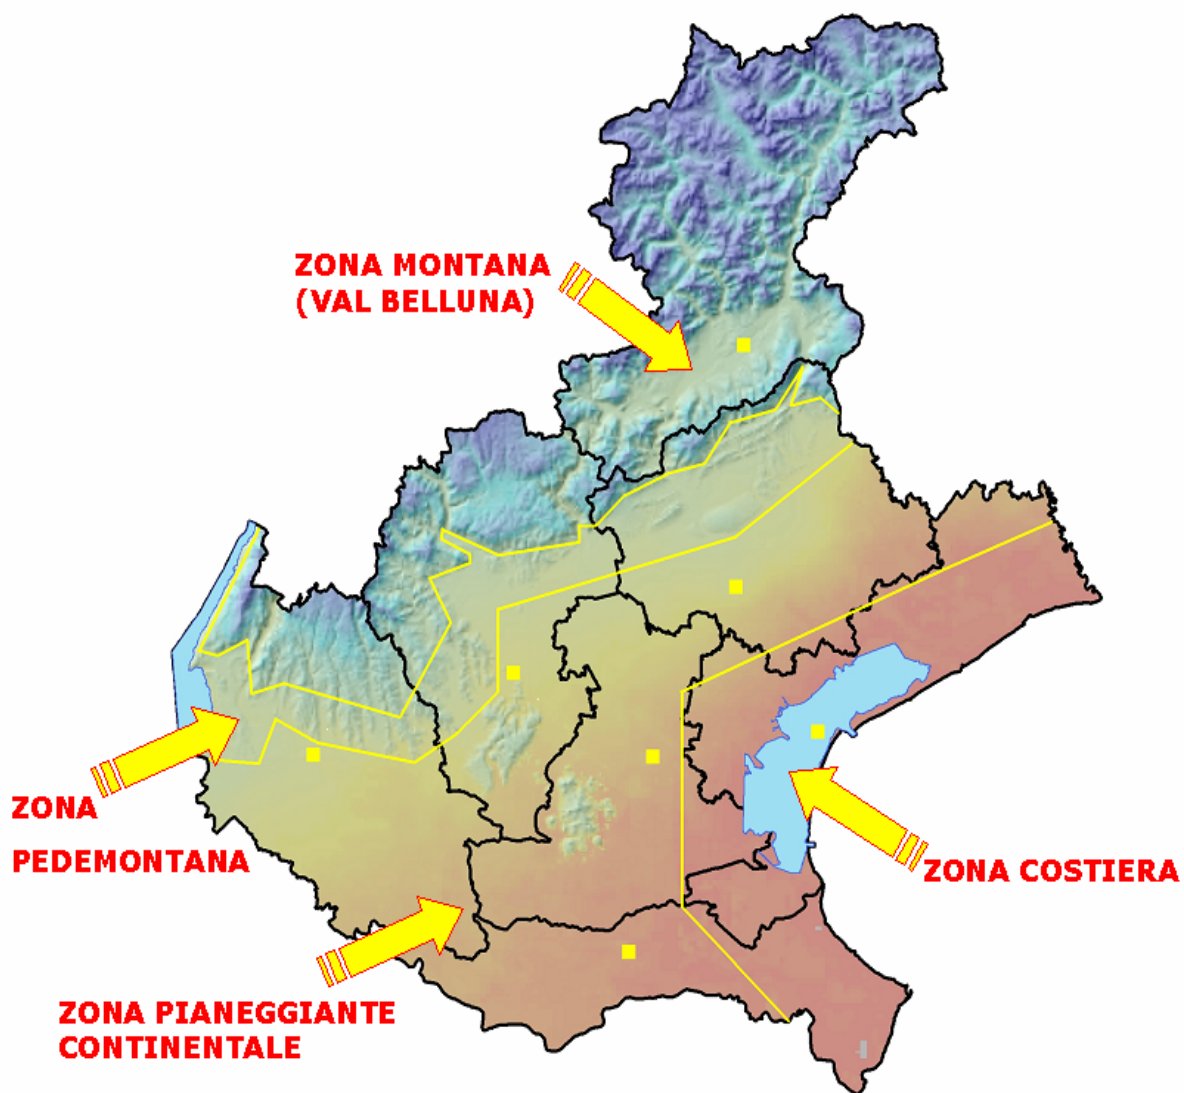 ZONA MONTANA
(VAL BELLUNA)
ZONA
PEDEMONTANA
ZONA COSTIERA
ZONA PIANEGGIANTE
CONTINENTALE